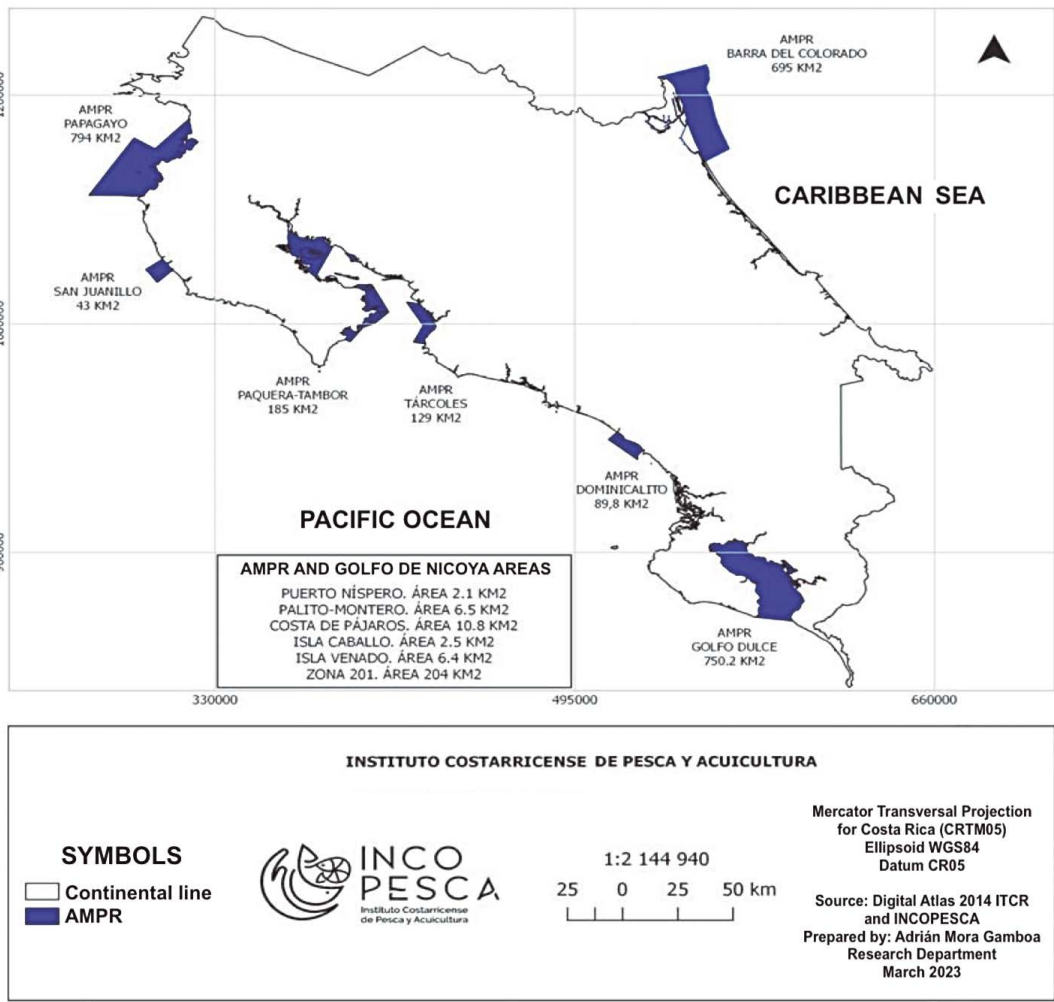 AMPR
BARRA DEL COLORADO
695 KM2
AMPR
PAPAGAYO
794 KM2
CARIBBEAN SEA
AMPR
SAN JUANILLO
43 KM2
AMPR
PAQUERA-TAMBOR
185 KM2
AMPR
TÁRCOLES
129 KM2
AMPR
DOMINICALITO
89,8 KM2
PACIFIC OCEAN
AMPR AND GOLFO DE NICOYA AREAS
PUERTO NÍSPERO. ÁREA 2.1 KM2
PALITO-MONTERO. ÁREA 6.5 KM2
COSTA DE PÁJAROS. ÁREA 10.8 KM2
ISLA CABALLO. ÁREA 2.5 KM2
ISLA VENADO. ÁREA 6.4 KM2
ZONA 201. ÁREA 204 KM2
AMPR
GOLFO DULCE
750.2 KM2
330000 495000 660000
INSTITUTO COSTARRICENSE DE PESCA Y ACUICULTURA
SYMBOLS
Continental line
AMPR
INCO
PESCA
Instituto Costarricense
de Pesca y Acuicultura
1:2 144 940
25 0 25 50 km
Mercator Transversal Projection
for Costa Rica (CRTM05)
Ellipsoid WGS84
Datum CR05
Source: Digital Atlas 2014 ITCR
and INCOPESCA
Prepared by: Adrián Mora Gamboa
Research Department
March 2023